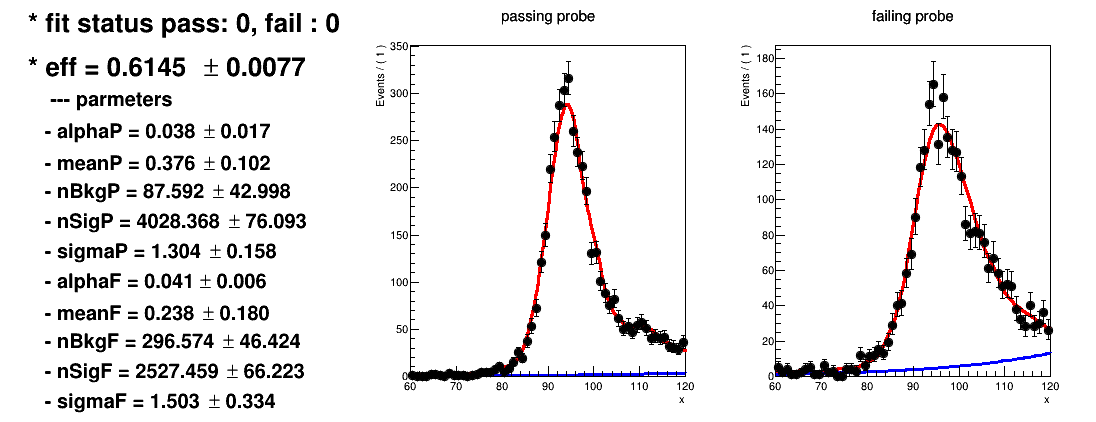 * fit status pass: 0, fail : 0
* eff = 0.6145 ± 0.0077
--- parmeters
- alphaP = 0.038 ± 0.017
- meanP = 0.376 ± 0.102
- nBkgP = 87.592 ± 42.998
- nSigP = 4028.368 ± 76.093
- sigmaP = 1.304 ± 0.158
- alphaF = 0.041 ± 0.006
- meanF = 0.238 ± 0.180
- nBkgF = 296.574 ± 46.424
- nSigF = 2527.459 ± 66.223
- sigmaF = 1.503 ± 0.334
passing probe
Events / ( 1 )
350
300
250
200
150
100
50
0
60 70 80 90 100 110 120
x
failing probe
Events / ( 1 )
180
160
140
120
100
80
60
40
20
0
60 70 80 90 100 110 120
x